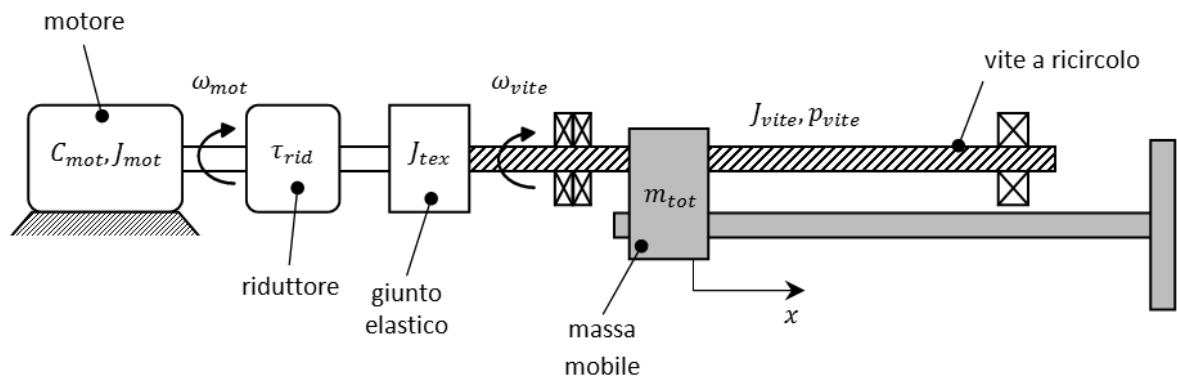 motore
vite a ricircolo
ω_mot
ω_vite
J_vite, p_vite
C_mot, J_mot
τ_rid
J_tex
m_tot
riduttore
giunto
elastico
massa
mobile
x